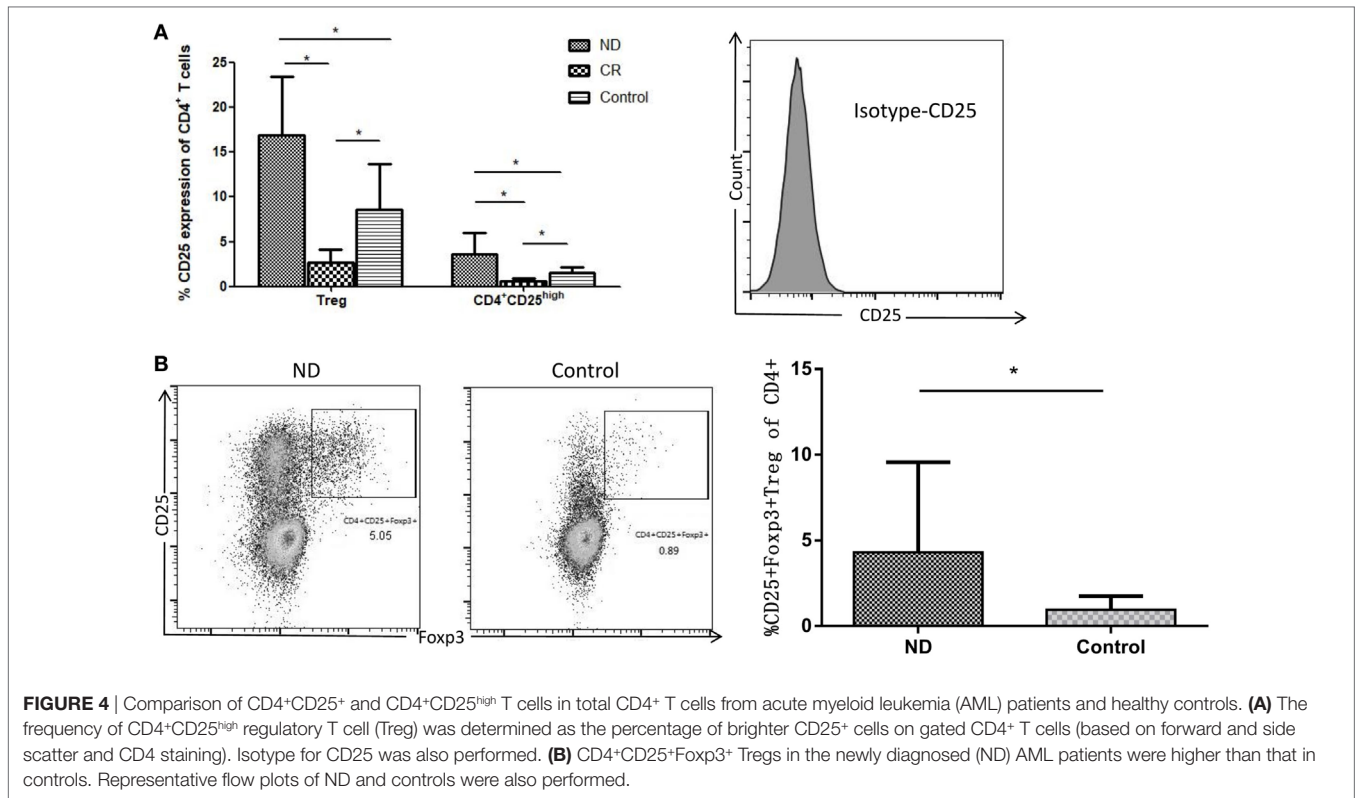 A
% CD25 expression of CD4+ T cells
25
20
15
10
5
0
*
*
*
*
*
*
Treg
CD4+CD25high
ND
CR
Control
Isotype-CD25
Count
CD25
B
ND
Control
CD25
CD4+CD25+Foxp3+
5.05
CD4+CD25+Foxp3+
0.89
Foxp3
%CD25+Foxp3+Treg of CD4+
15
10
5
0
*
ND
Control
FIGURE 4 | Comparison of CD4+CD25+ and CD4+CD25high T cells in total CD4+ T cells from acute myeloid leukemia (AML) patients and healthy controls. (A) The
frequency of CD4+CD25high regulatory T cell (Treg) was determined as the percentage of brighter CD25+ cells on gated CD4+ T cells (based on forward and side
scatter and CD4 staining). Isotype for CD25 was also performed. (B) CD4+CD25+Foxp3+ Tregs in the newly diagnosed (ND) AML patients were higher than that in
controls. Representative flow plots of ND and controls were also performed.